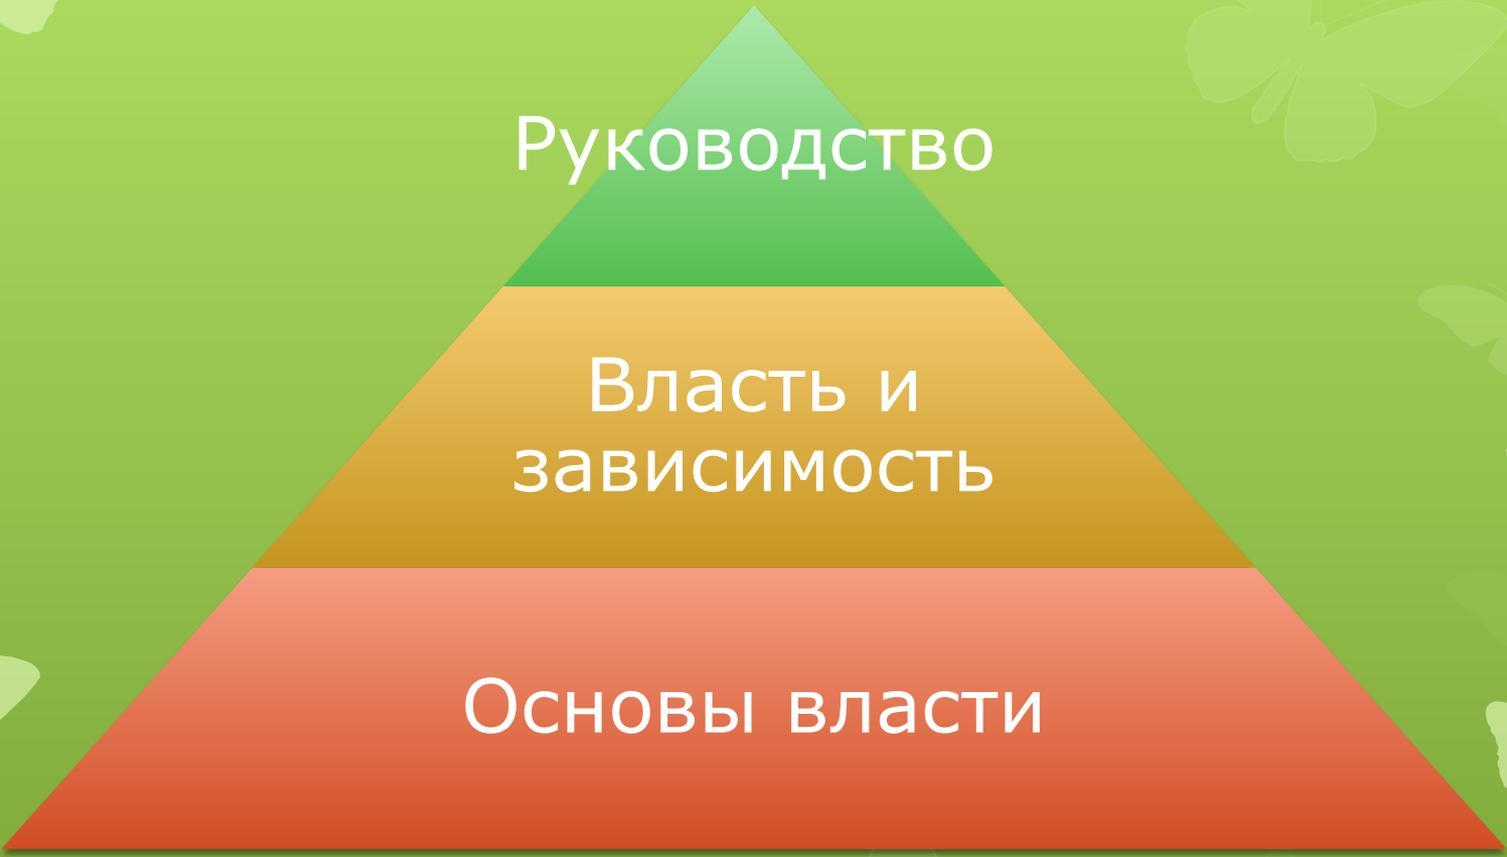 Руководство
Власть и
зависимость
Основы власти